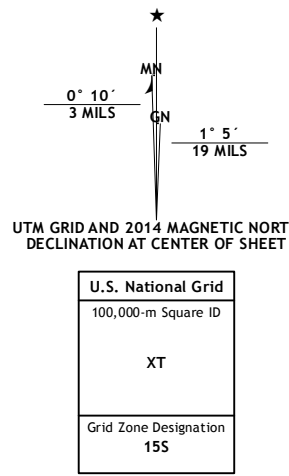 ★
MN
0° 10´
3 MILS
GN
1° 5´
19 MILS
UTM GRID AND 2014 MAGNETIC NORT
DECLINATION AT CENTER OF SHEET
U.S. National Grid
100,000-m Square ID
XT
Grid Zone Designation
15S